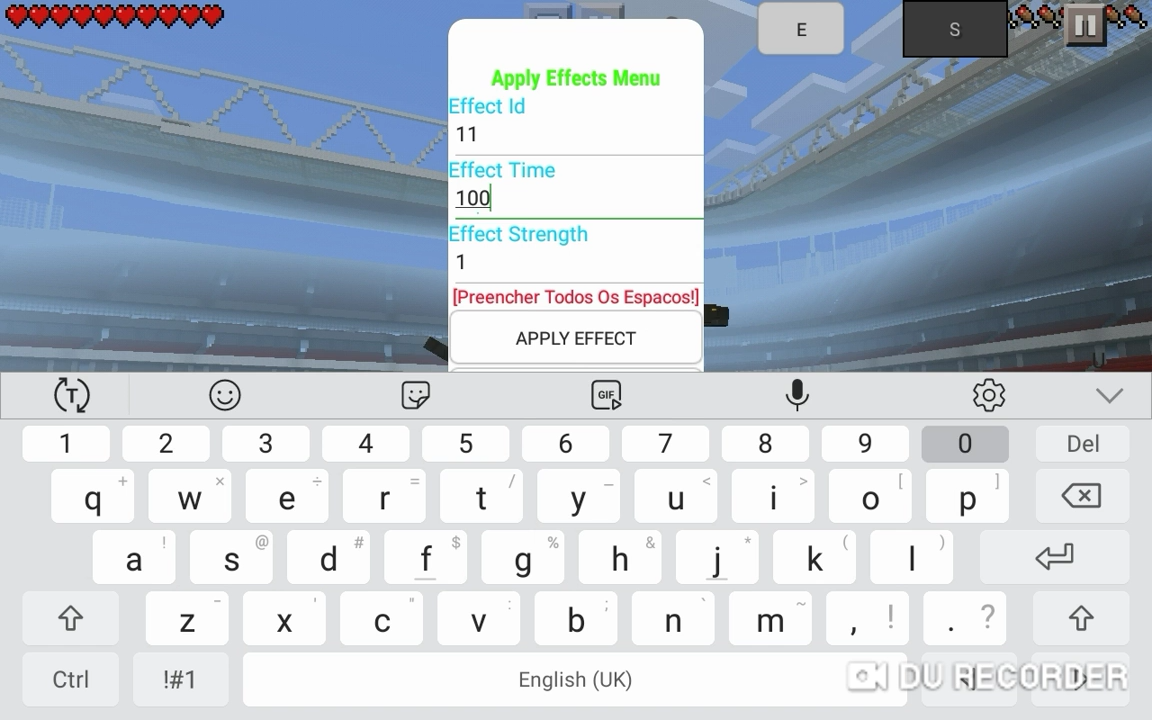 E
S
Apply Effects Menu
Effect Id
11
Effect Time
100
Effect Strength
1
[Preencher Todos Os Espacos!]
APPLY EFFECT
T
GIF
1 2 3 4 5 6 7 8 9 0 Del
q + w × e ÷ r = t / y _ u < i > o [ p ]
a ! s @ d # f $ g % h & j * k ( l )
z - x ' c " v : b ; n ` m ~ , ! . ?
Ctrl !#1 English (UK)
DU RECORDER